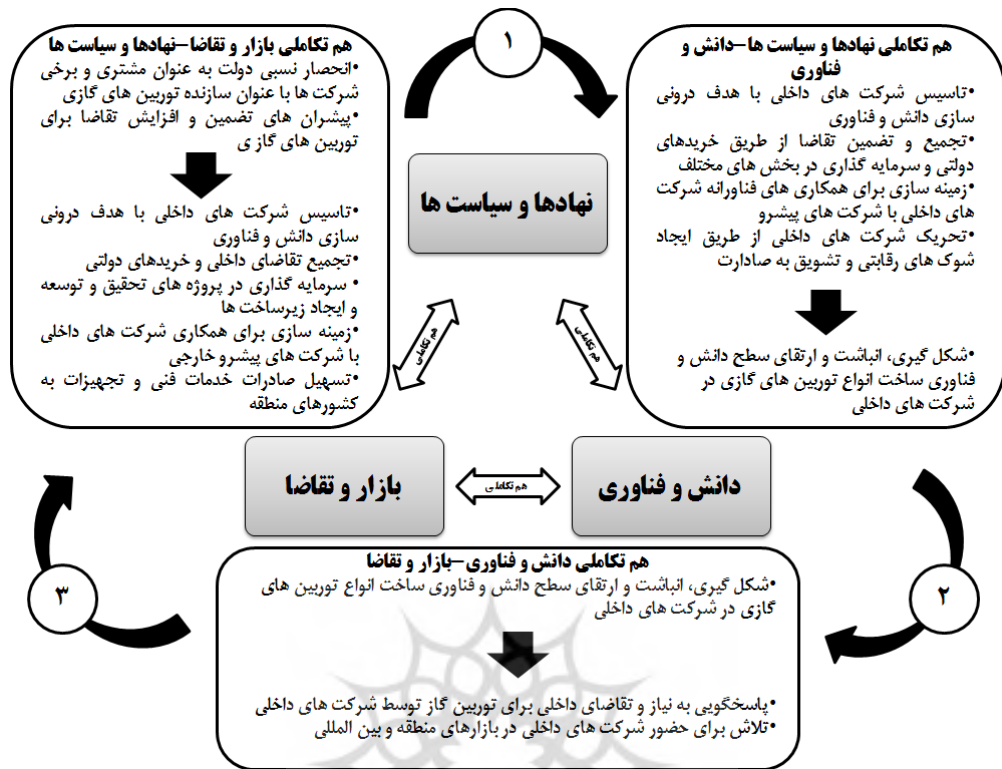 ۱
هم تکاملی نهادها و سیاست ها-دانش و
فناوری
•تاسیس شرکت های داخلی با هدف درونی
سازی دانش و فناوری
•تجمیع و تضمین تقاضا از طریق خریدهای
دولتی و سرمایه گذاری در بخش های مختلف
•زمینه سازی برای همکاری های فناورانه شرکت
های داخلی با شرکت های پیشرو
•تحریک شرکت های داخلی از طریق ایجاد
شوک های رقابتی و تشویق به صادارت
•شکل گیری، انباشت و ارتقای سطح دانش و
فناوری ساخت انواع توربین های گازی در
شرکت های داخلی
هم تکاملی بازار و تقاضا-نهادها و سیاست ها
•انحصار نسبی دولت به عنوان مشتری و برخی
شرکت ها با عنوان سازنده توربین های گازی
•پیشران های تضمین و افزایش تقاضا برای
توربین های گاز ی
•تاسیس شرکت های داخلی با هدف درونی
سازی دانش و فناوری
•تجمیع تقاضای داخلی و خریدهای دولتی
• سرمایه گذاری در پروژه های تحقیق و توسعه
و ایجاد زیرساخت ها
•زمینه سازی برای همکاری شرکت های داخلی
با شرکت های پیشرو خارجی
•تسهیل صادرات خدمات فنی و تجهیزات به
کشورهای منطقه
نهادها و سیاست ها
هم تکاملی
هم تکاملی
دانش و فناوری
هم تکاملی
بازار و تقاضا
۲
۳
هم تکاملی دانش و فناوری-بازار و تقاضا
•شکل گیری، انباشت و ارتقای سطح دانش و فناوری ساخت انواع توربین های
گازی در شرکت های داخلی
•پاسخگویی به نیاز و تقاضای داخلی برای توربین گاز توسط شرکت های داخلی
•تلاش برای حضور شرکت های داخلی در بازارهای منطقه و بین المللی